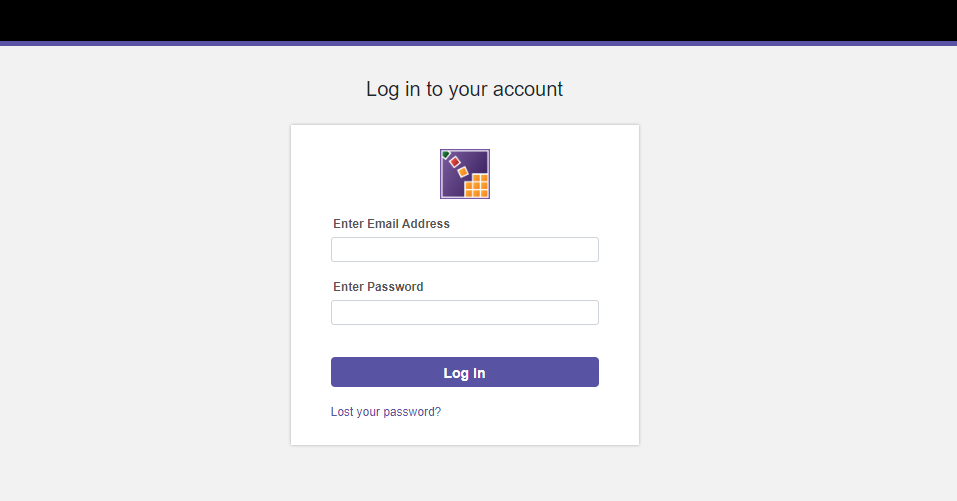 Log in to your account
Enter Email Address
Enter Password
Log In
Lost your password?